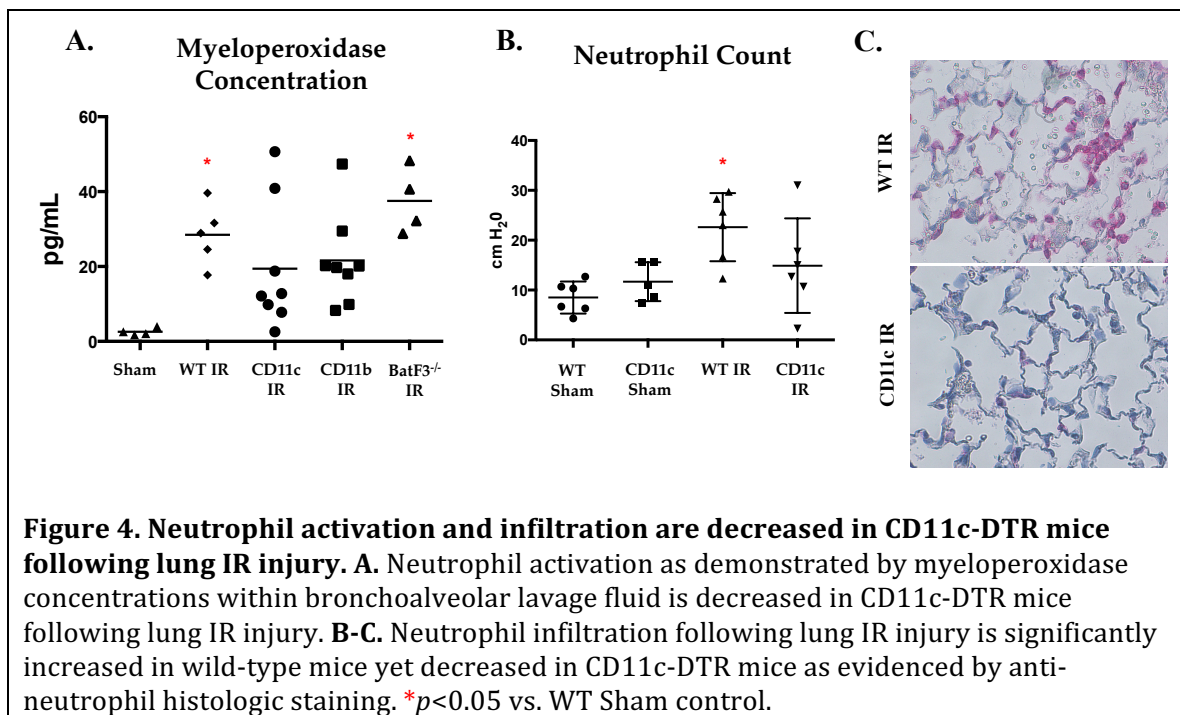 A.
Myeloperoxidase
Concentration
pg/mL
60
40
20
0
*
*
Sham
WT IR
CD11c
IR
CD11b
IR
BatF3-/-
IR
B.
Neutrophil Count
cm H20
40
30
20
10
0
*
WT
Sham
CD11c
Sham
WT IR
CD11c
IR
C.
WT IR
CD11c IR
Figure 4. Neutrophil activation and infiltration are decreased in CD11c-DTR mice
following lung IR injury. A. Neutrophil activation as demonstrated by myeloperoxidase
concentrations within bronchoalveolar lavage fluid is decreased in CD11c-DTR mice
following lung IR injury. B-C. Neutrophil infiltration following lung IR injury is significantly
increased in wild-type mice yet decreased in CD11c-DTR mice as evidenced by anti-
neutrophil histologic staining. *p<0.05 vs. WT Sham control.